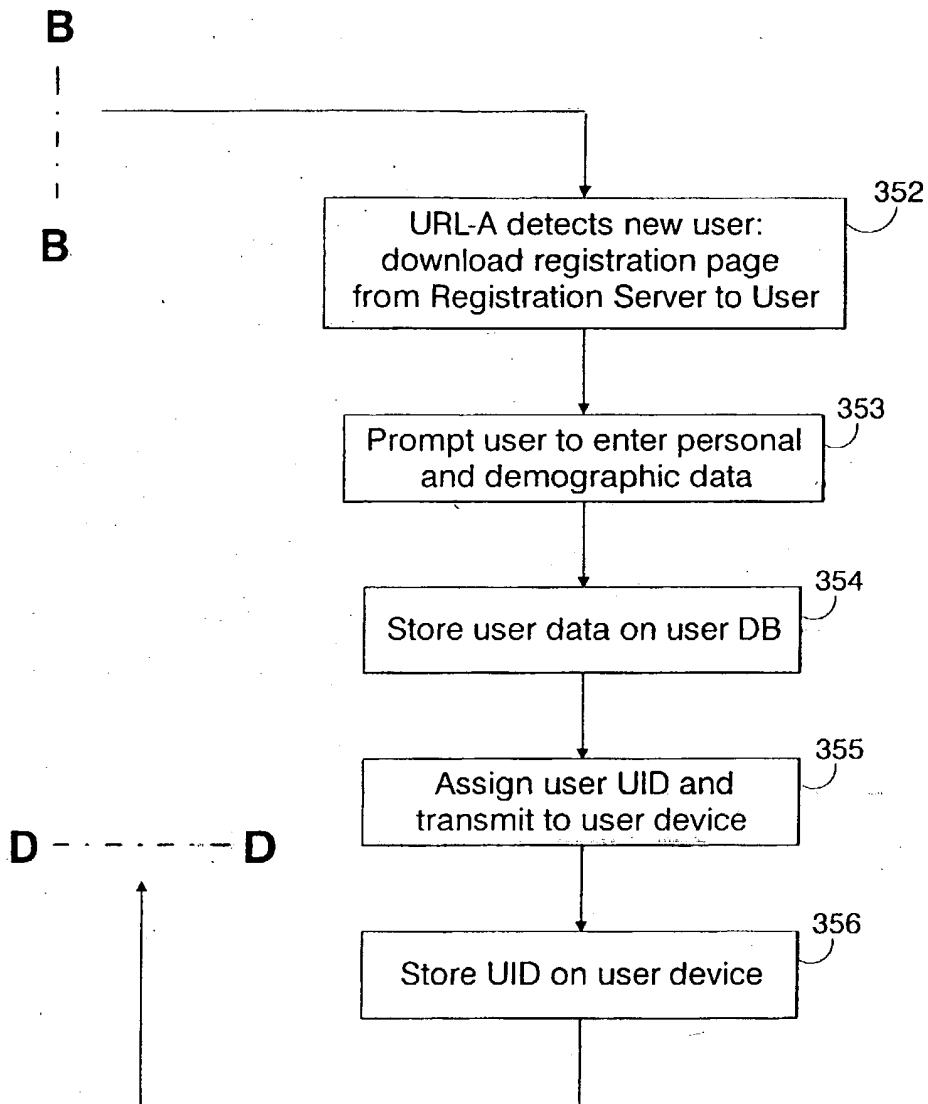 B
B
352
URL-A detects new user:
download registration page
from Registration Server to User
353
Prompt user to enter personal
and demographic data
354
Store user data on user DB
355
Assign user UID and
transmit to user device
D D
356
Store UID on user device